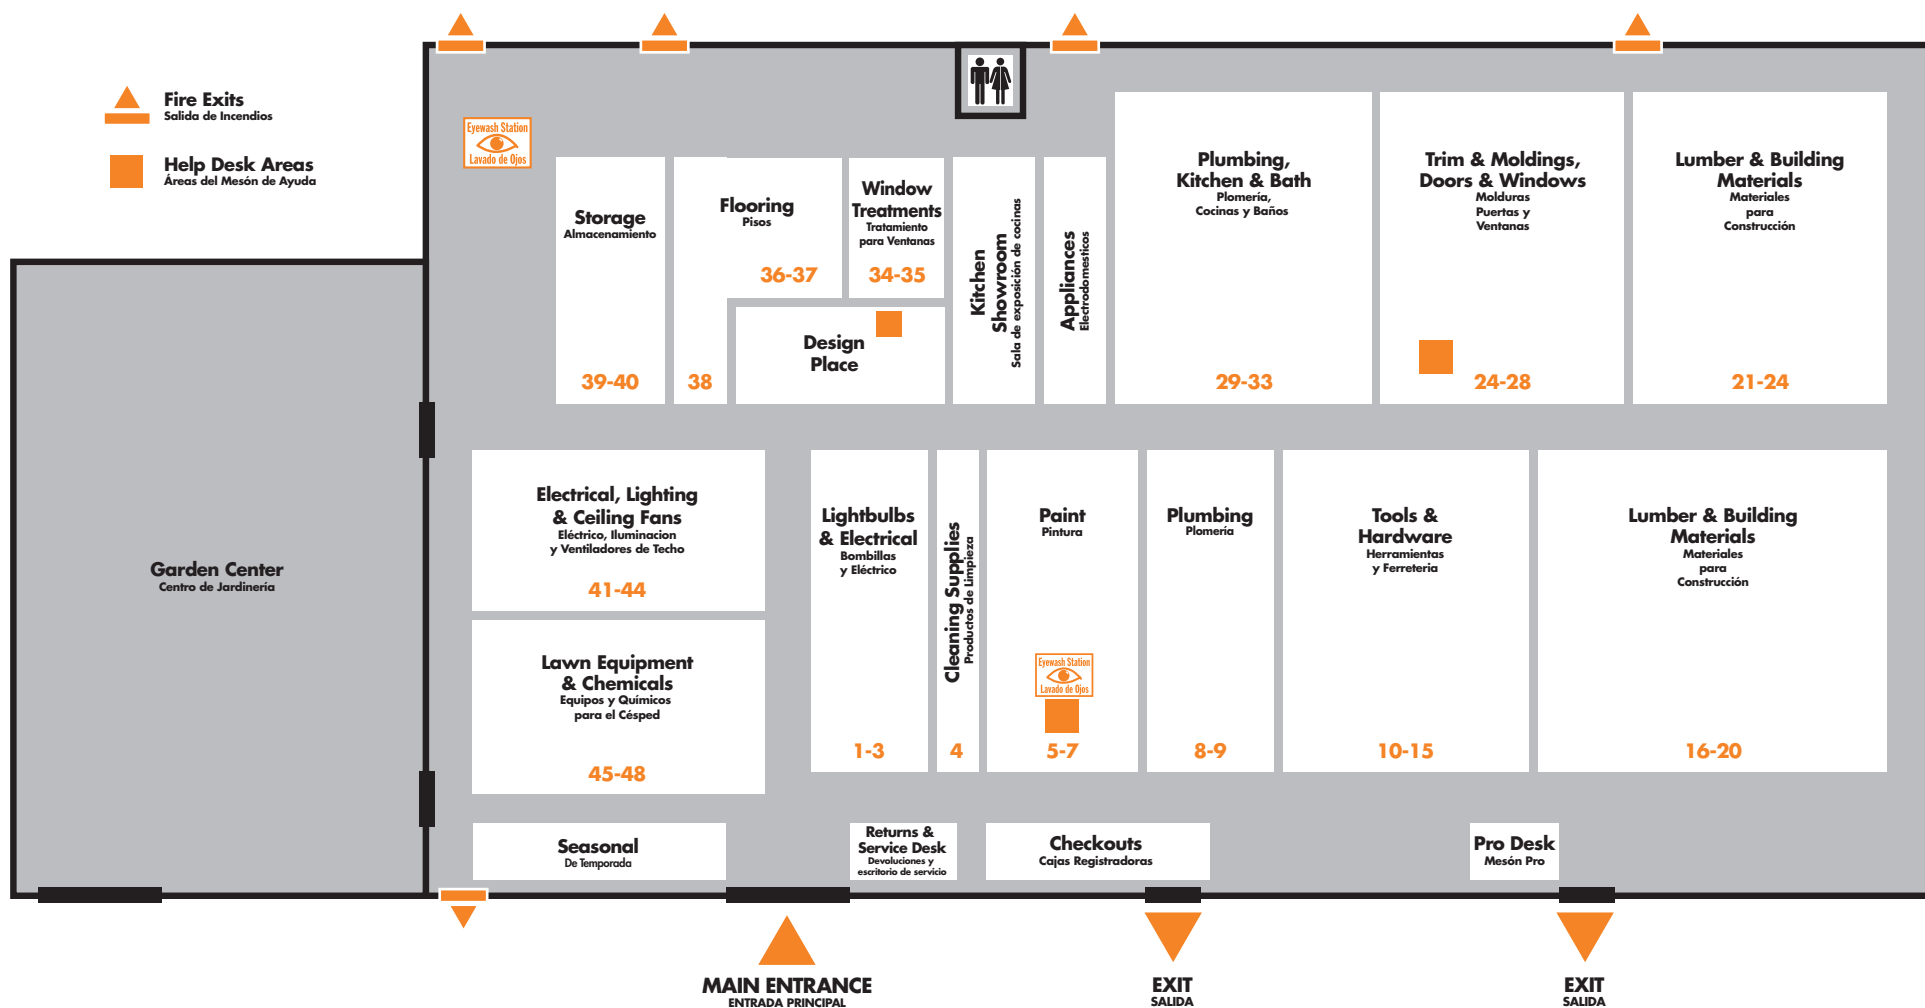 Fire Exits
Salida de Incendios
Help Desk Areas
Áreas del Mesón de Ayuda
Eyewash Station
Lavado de Ojos
Storage
Almacenamiento
39-40
Flooring
Pisos
36-37
38
Window
Treatments
Tratamiento
para Ventanas
34-35
Design
Place
Kitchen
Showroom
Sala de exposición de cocinas
Appliances
Electrodomesticos
Plumbing,
Kitchen & Bath
Plomería,
Cocinas y Baños
29-33
Trim & Moldings,
Doors & Windows
Molduras
Puertas y
Ventanas
24-28
Lumber & Building
Materials
Materiales
para
Construcción
21-24
Garden Center
Centro de Jardinería
Electrical, Lighting
& Ceiling Fans
Eléctrico, Iluminacion
y Ventiladores de Techo
41-44
Lawn Equipment
& Chemicals
Equipos y Químicos
para el Césped
45-48
Lightbulbs
& Electrical
Bombillas
y Eléctrico
1-3
Cleaning Supplies
Productos de Limpieza
4
Paint
Pintura
Eyewash Station
Lavado de Ojos
5-7
Plumbing
Plomería
8-9
Tools &
Hardware
Herramientas
y Ferreteria
10-15
Lumber & Building
Materials
Materiales
para
Construcción
16-20
Seasonal
De Temporada
Returns &
Service Desk
Devoluciones y
escritorio de servicio
Checkouts
Cajas Registradoras
Pro Desk
Mesón Pro
MAIN ENTRANCE
ENTRADA PRINCIPAL
EXIT
SALIDA
EXIT
SALIDA